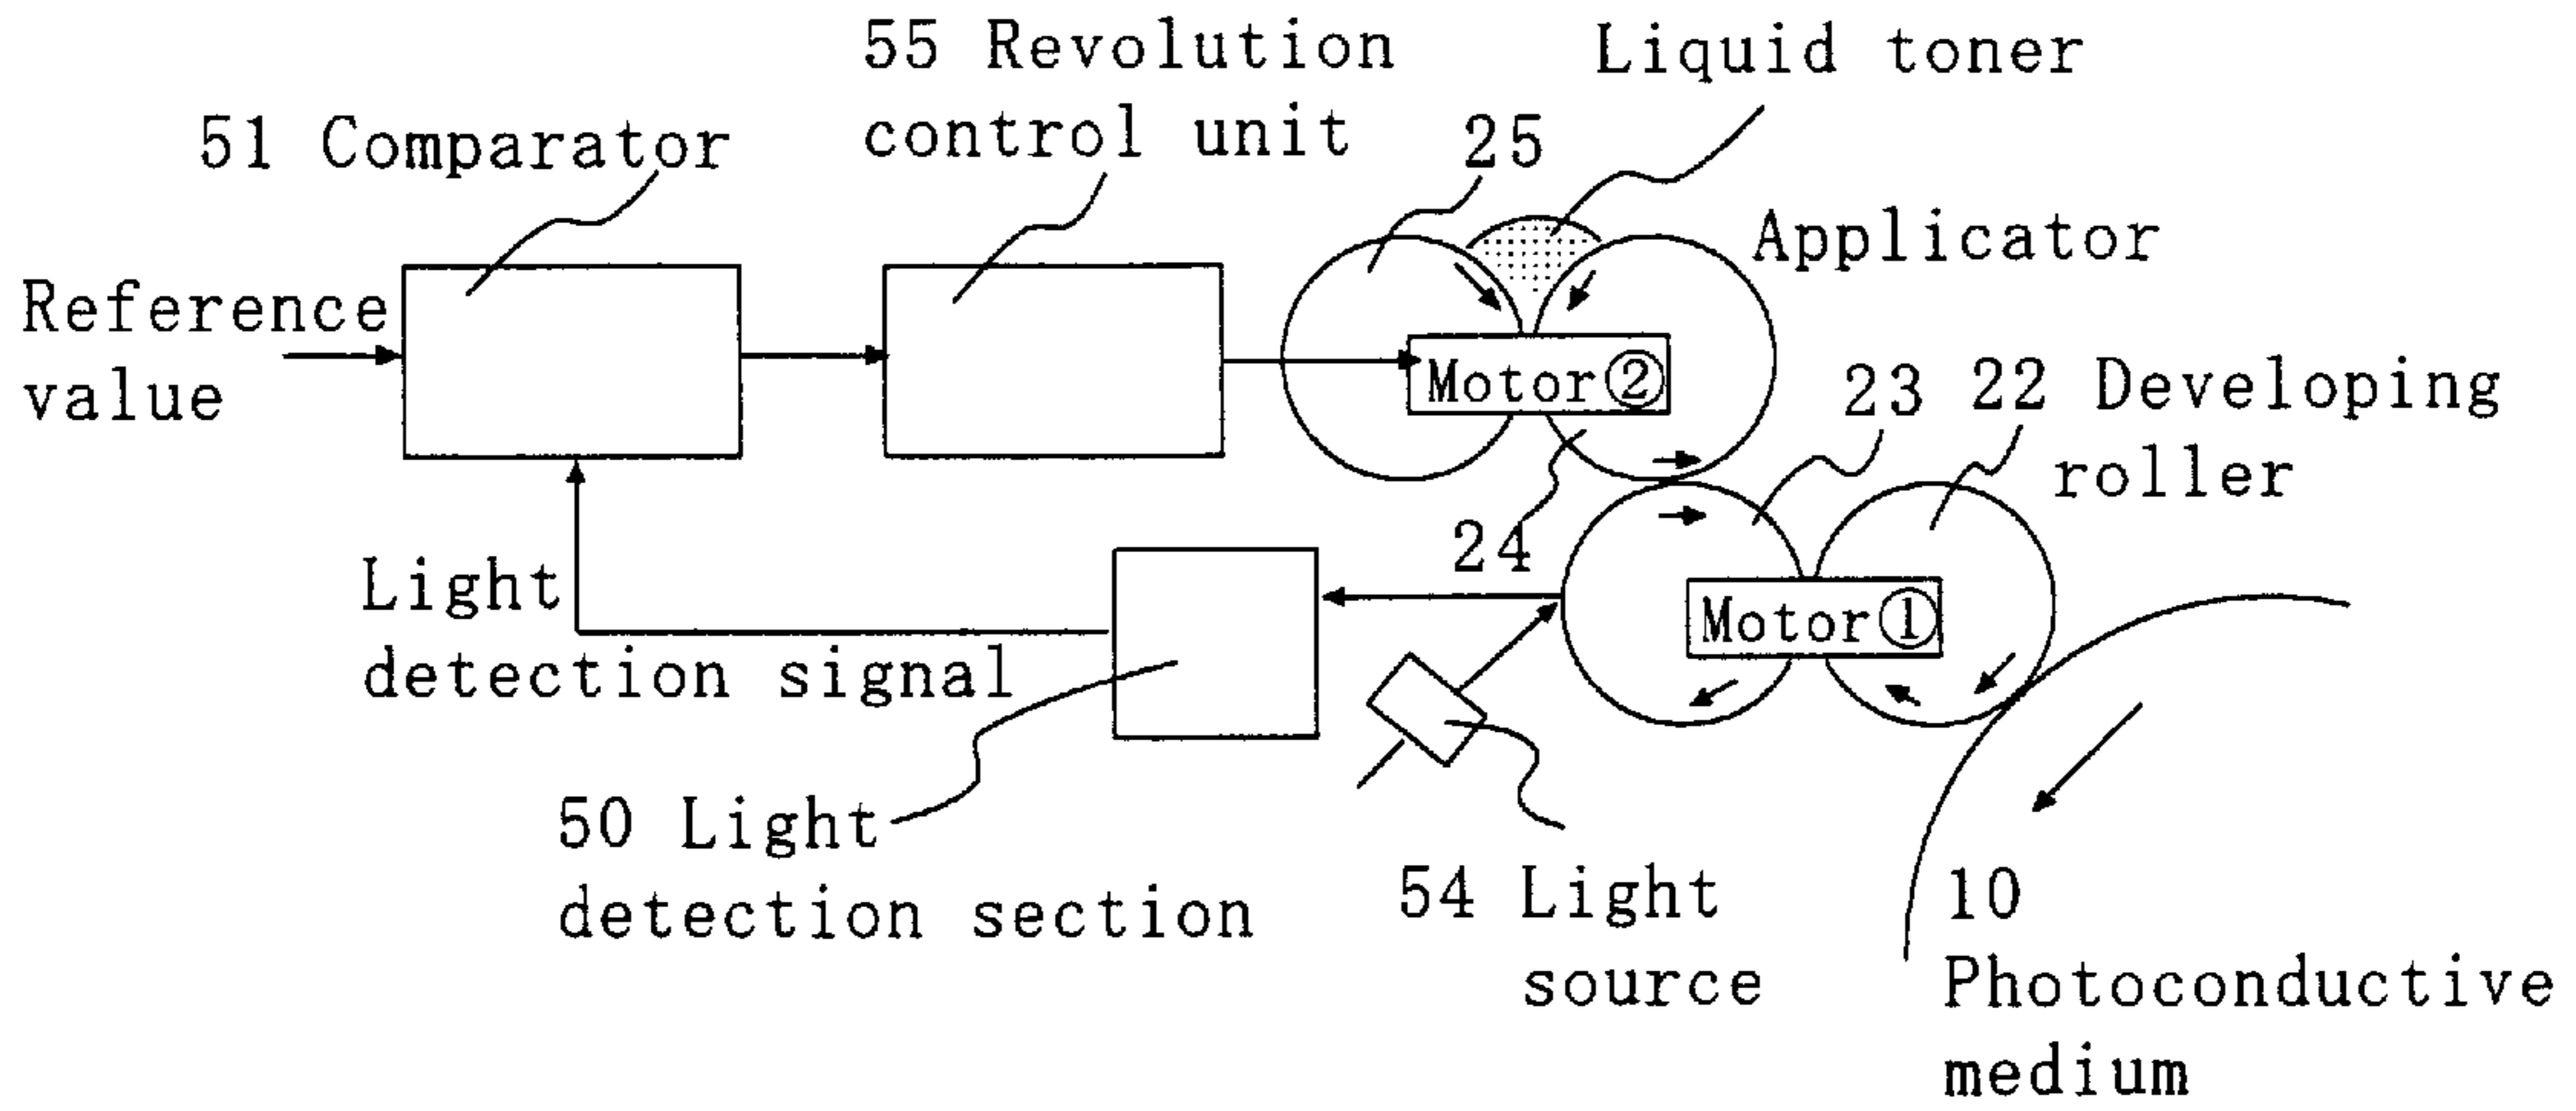 55 Revolution
control unit
Liquid toner
51 Comparator
25
Applicator
Reference
value
Motor②
23
22 Developing
roller
24
Light
detection signal
Motor①
50 Light
detection section
54 Light
source
10
Photoconductive
medium